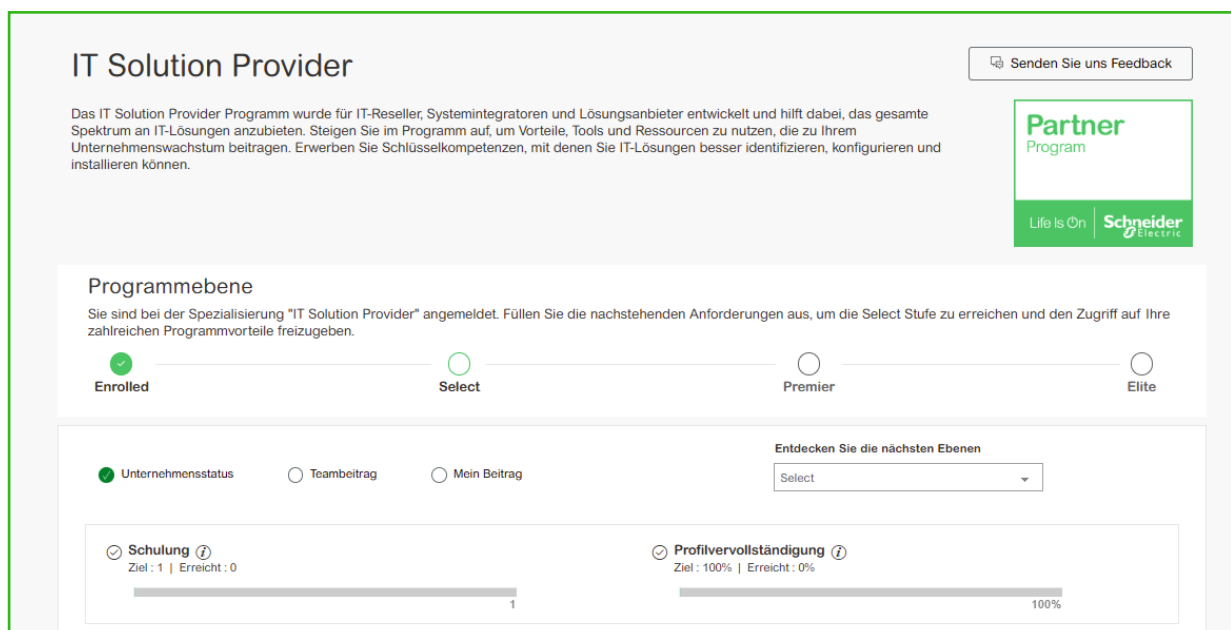 IT Solution Provider
Senden Sie uns Feedback
Das IT Solution Provider Programm wurde für IT-Reseller, Systemintegratoren und Lösungsanbieter entwickelt und hilft dabei, das gesamte
Spektrum an IT-Lösungen anzubieten. Steigen Sie im Programm auf, um Vorteile, Tools und Ressourcen zu nutzen, die zu Ihrem
Unternehmenswachstum beitragen. Erwerben Sie Schlüsselkompetenzen, mit denen Sie IT-Lösungen besser identifizieren, konfigurieren und
installieren können.
Partner
Program
Life Is On
Schneider
Electric
Programmebene
Sie sind bei der Spezialisierung "IT Solution Provider" angemeldet. Füllen Sie die nachstehenden Anforderungen aus, um die Select Stufe zu erreichen und den Zugriff auf Ihre
zahlreichen Programmvorteile freizugeben.
Enrolled
Select
Premier
Elite
Entdecken Sie die nächsten Ebenen
Unternehmensstatus
Teambeitrag
Mein Beitrag
Select
Schulung
Ziel : 1 | Erreicht : 0
1
Profilvervollständigung
Ziel : 100% | Erreicht : 0%
100%